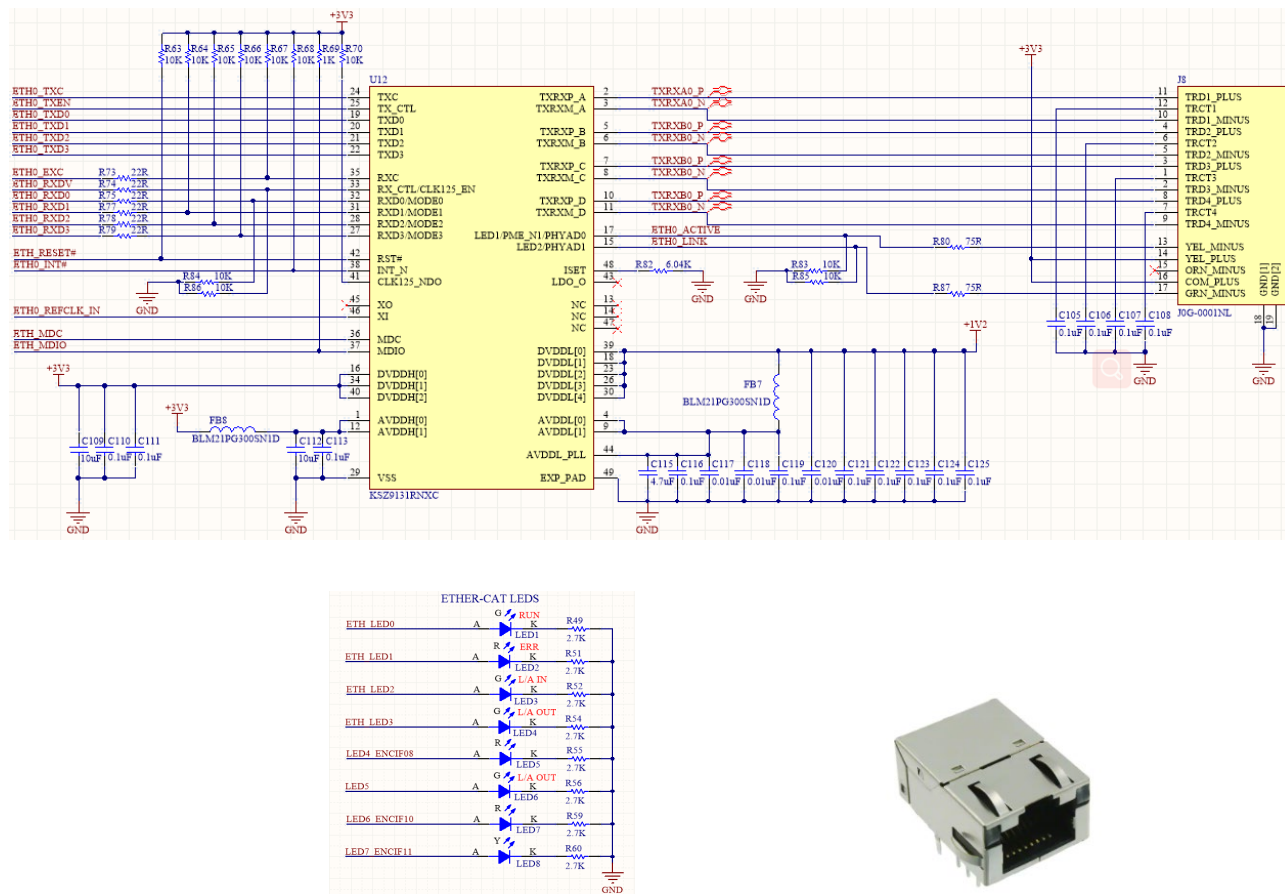 +3V3
R63 R64 R65 R66 R67 R68 R69 R70
10K 10K 10K 10K 10K 10K 1K 10K
+3V3
U12
J8
ETH0_TXC 24 TXC TXRXP_A 2 TXRXA0_P 11 TRD1_PLUS
ETH0_TXEN 25 TX_CTL TXRXM_A 3 TXRXA0_N 12 TRCT1
ETH0_TXD0 19 TXD0 10 TRD1_MINUS
ETH0_TXD1 20 TXD1 TXRXP_B 5 TXRXB0_P 4 TRD2_PLUS
ETH0_TXD2 21 TXD2 TXRXM_B 6 TXRXB0_N 6 TRCT2
ETH0_TXD3 22 TXD3 5 TRD2_MINUS
TXRXP_C 7 TXRXB0_P 3 TRD3_PLUS
ETH0_EXC R73 22R 35 RXC TXRXM_C 8 TXRXB0_N 1 TRCT3
ETH0_RXDV R74 22R 33 RX_CTL/CLK125_EN 2 TRD3_MINUS
ETH0_RXD0 R75 22R 32 RXD0/MODE0 TXRXP_D 10 TXRXB0_P 8 TRD4_PLUS
ETH0_RXD1 R77 22R 31 RXD1/MODE1 TXRXM_D 11 TXRXB0_N 7 TRCT4
ETH0_RXD2 R78 22R 28 RXD2/MODE2 9 TRD4_MINUS
ETH0_RXD3 R79 22R 27 RXD3/MODE3 LED1/PME_N1/PHYAD0 17 ETH0_ACTIVE
LED2/PHYAD1 15 ETH0_LINK R80 75R 13 YEL_MINUS
ETH_RESET# 42 RST# 14 YEL_PLUS
ETH0_INT# 38 INT_N ISET 48 R82 6.04K R83 10K 15 ORN_MINUS
R84 10K 41 CLK125_NDO LDO_O 43 R85 10K 16 COM_PLUS
R86 10K R87 75R 17 GRN_MINUS
GND GND GND
GND[1] GND[2]
45 XO NC 13
ETH0_REFCLK_IN 46 XI NC 14
NC 47
J0G-0001NL
18 19
C105 C106 C107 C108
0.1uF 0.1uF 0.1uF 0.1uF
ETH_MDC 36 MDC +1V2
ETH_MDIO 37 MDIO DVDDL[0] 39
DVDDL[1] 18
+3V3 16 DVDDH[0] DVDDL[2] 23
34 DVDDH[1] DVDDL[3] 26
40 DVDDH[2] DVDDL[4] 30
GND GND
FB7
BLM21PG300SN1D
+3V3
FB8
BLM21PG300SN1D
1 AVDDH[0] AVDDL[0] 4
12 AVDDH[1] AVDDL[1] 9
C109 C110 C111 C112 C113
10uF 0.1uF 0.1uF 10uF 0.1uF
AVDDL_PLL 44
29 VSS EXP_PAD 49
C115 C116 C117 C118 C119 C120 C121 C122 C123 C124 C125
4.7uF 0.1uF 0.01uF 0.01uF 0.1uF 0.01uF 0.1uF 0.1uF 0.1uF 0.1uF 0.1uF
KSZ9131RNXC
GND GND GND
ETHER-CAT LEDS
ETH_LED0 A G RUN K LED1 R49 2.7K
ETH_LED1 A R ERR K LED2 R51 2.7K
ETH_LED2 A G L/A IN K LED3 R52 2.7K
ETH_LED3 A G L/A OUT K LED4 R54 2.7K
LED4_ENCIF08 A R K LED5 R55 2.7K
LED5 A G L/A OUT K LED6 R56 2.7K
LED6_ENCIF10 A R K LED7 R59 2.7K
LED7_ENCIF11 A Y K LED8 R60 2.7K
GND